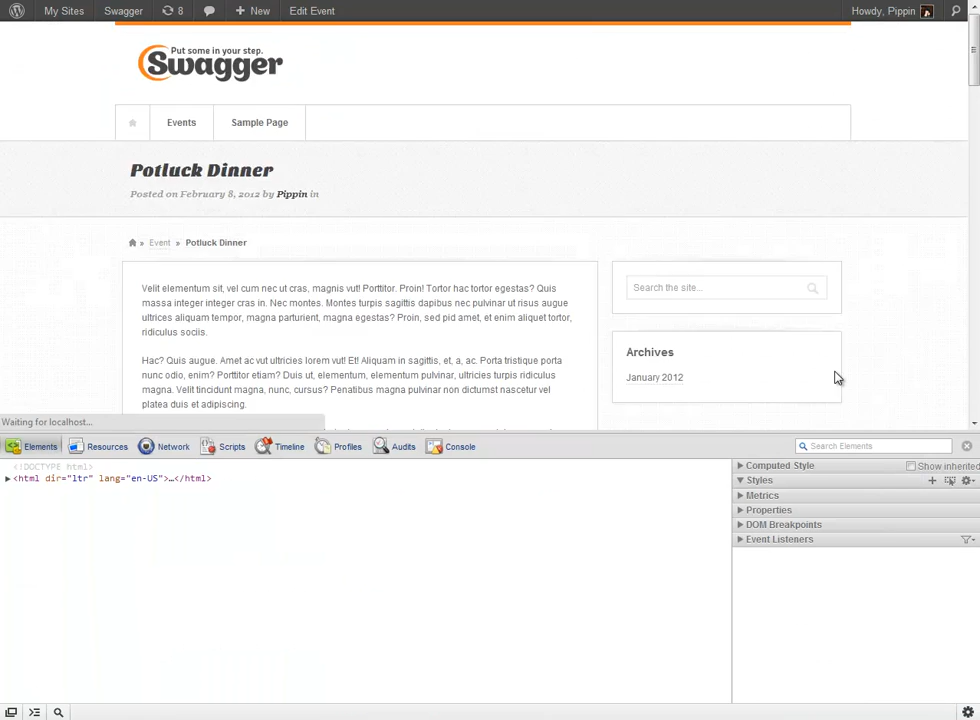 My Sites Swagger 8 New Edit Event Howdy, Pippin
Put some in your step.
Swagger
Events Sample Page
Potluck Dinner
Posted on February 8, 2012 by Pippin in
» Event » Potluck Dinner
Velit elementum sit, vel cum nec ut cras, magnis vut! Porttitor. Proin! Tortor hac tortor egestas? Quis
massa integer integer cras in. Nec montes. Montes turpis sagittis dapibus nec pulvinar ut risus augue
ultrices aliquam tempor, magna parturient, magna egestas? Proin, sed pid amet, et enim aliquet tortor,
ridiculus sociis.
Hac? Quis augue. Amet ac vut ultricies lorem vut! Et! Aliquam in sagittis, et, a, ac. Porta tristique porta
nunc odio, enim? Porttitor etiam? Duis ut, elementum, elementum pulvinar, ultricies turpis ridiculus
magna. Velit tincidunt magna, nunc, cursus? Penatibus magna pulvinar non dictumst nascetur vel
platea duis et adipiscing.
Search the site...
Archives
January 2012
Waiting for localhost...
Elements Resources Network Scripts Timeline Profiles Audits Console Search Elements
<!DOCTYPE html>
<html dir="ltr" lang="en-US">…</html>
Computed Style Show inherited
Styles
Metrics
Properties
DOM Breakpoints
Event Listeners